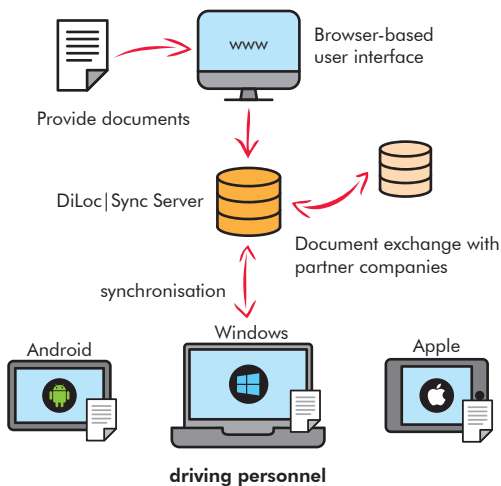 www
Browser-based
user interface
Provide documents
DiLoc|Sync Server
Document exchange with
partner companies
synchronisation
Windows
Android
Apple
driving personnel